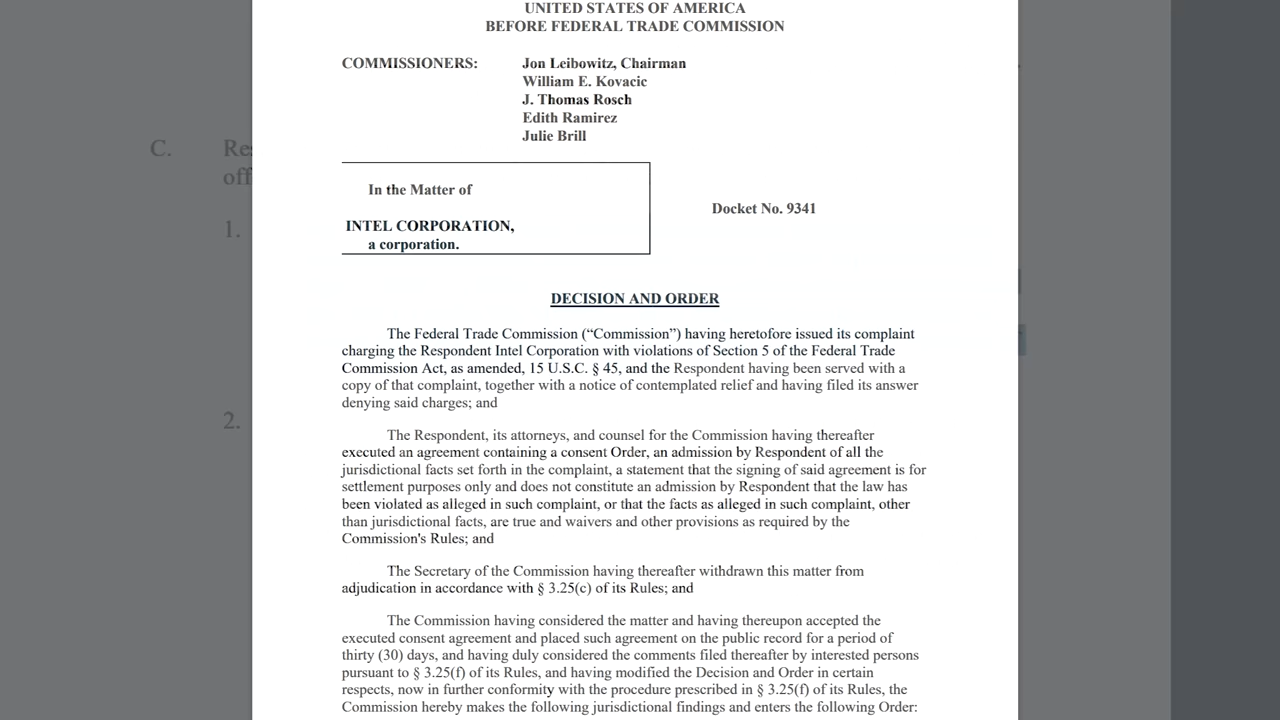 UNITED STATES OF AMERICA
BEFORE FEDERAL TRADE COMMISSION
COMMISSIONERS: Jon Leibowitz, Chairman
William E. Kovacic
J. Thomas Rosch
Edith Ramirez
Julie Brill
In the Matter of
Docket No. 9341
INTEL CORPORATION,
a corporation.
DECISION AND ORDER
The Federal Trade Commission (“Commission”) having heretofore issued its complaint
charging the Respondent Intel Corporation with violations of Section 5 of the Federal Trade
Commission Act, as amended, 15 U.S.C. § 45, and the Respondent having been served with a
copy of that complaint, together with a notice of contemplated relief and having filed its answer
denying said charges; and
The Respondent, its attorneys, and counsel for the Commission having thereafter
executed an agreement containing a consent Order, an admission by Respondent of all the
jurisdictional facts set forth in the complaint, a statement that the signing of said agreement is for
settlement purposes only and does not constitute an admission by Respondent that the law has
been violated as alleged in such complaint, or that the facts as alleged in such complaint, other
than jurisdictional facts, are true and waivers and other provisions as required by the
Commission's Rules; and
The Secretary of the Commission having thereafter withdrawn this matter from
adjudication in accordance with § 3.25(c) of its Rules; and
The Commission having considered the matter and having thereupon accepted the
executed consent agreement and placed such agreement on the public record for a period of
thirty (30) days, and having duly considered the comments filed thereafter by interested persons
pursuant to § 3.25(f) of its Rules, and having modified the Decision and Order in certain
respects, now in further conformity with the procedure prescribed in § 3.25(f) of its Rules, the
Commission hereby makes the following jurisdictional findings and enters the following Order:
C.
1.
2.